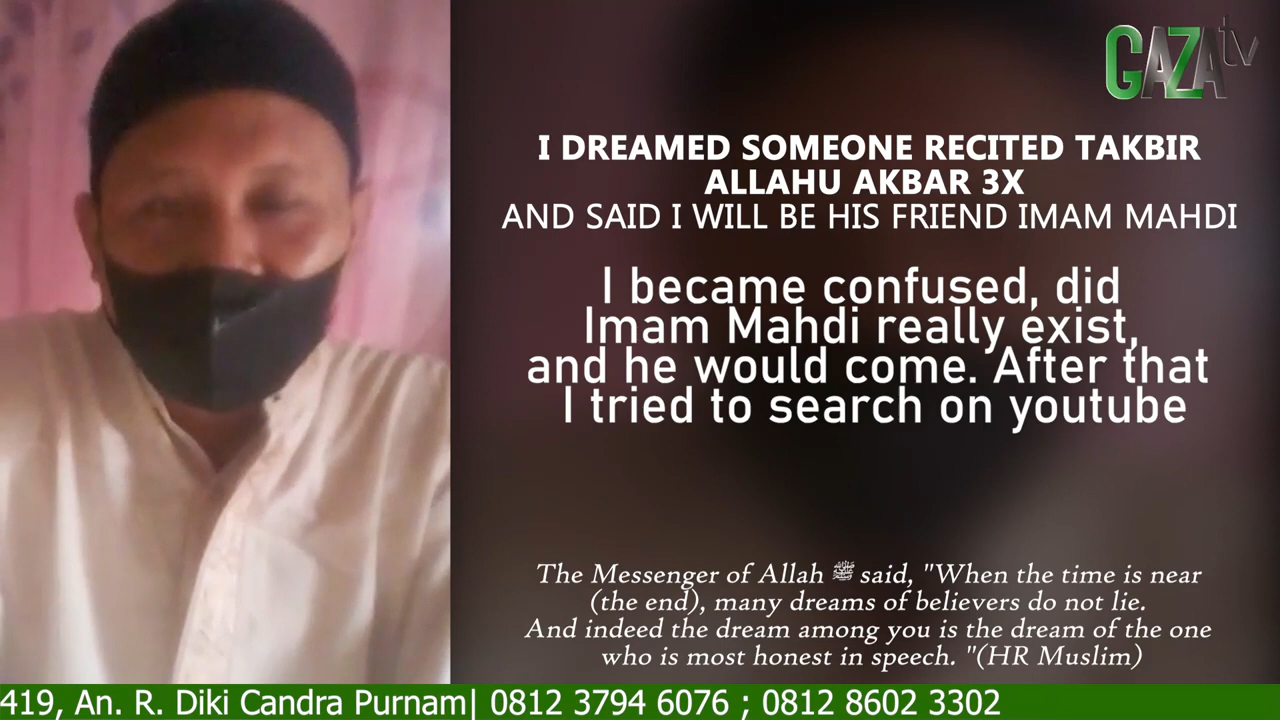 GAZA tv
I DREAMED SOMEONE RECITED TAKBIR
ALLAHU AKBAR 3X
AND SAID I WILL BE HIS FRIEND IMAM MAHDI
I became confused, did
Imam Mahdi really exist,
and he would come. After that
I tried to search on youtube
The Messenger of Allah ﷺ said, "When the time is near
(the end), many dreams of believers do not lie.
And indeed the dream among you is the dream of the one
who is most honest in speech. "(HR Muslim)
419, An. R. Diki Candra Purnam| 0812 3794 6076 ; 0812 8602 3302